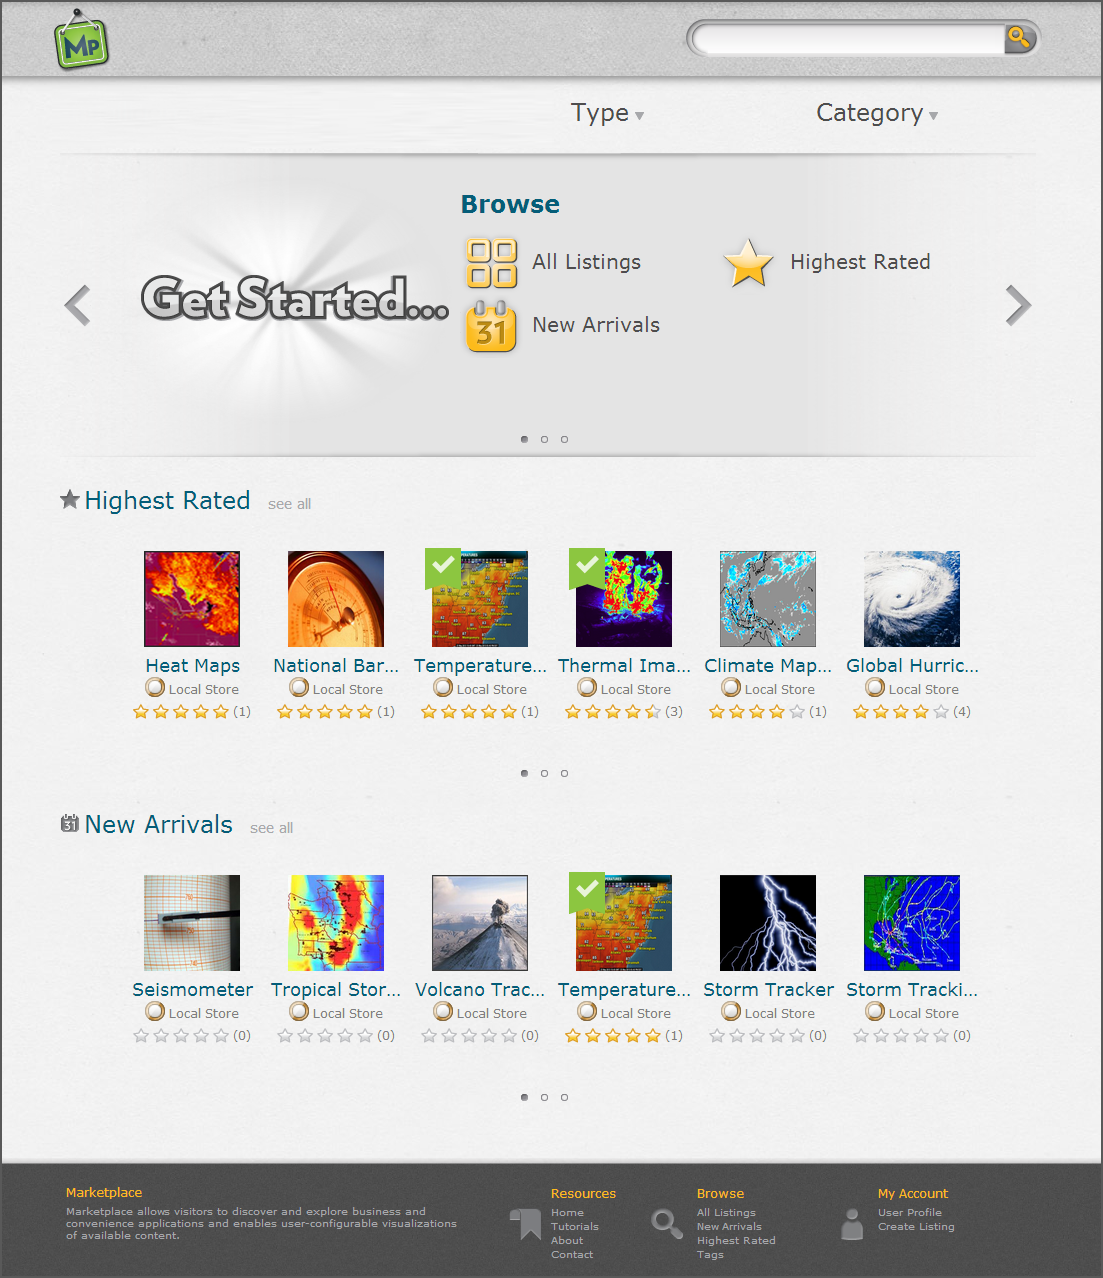 Mp
Type
Category
Get Started...
Browse
All Listings
Highest Rated
31
New Arrivals
Highest Rated see all
Heat Maps
National Bar...
Temperature...
Thermal Ima...
Climate Map...
Global Hurric...
Local Store
Local Store
Local Store
Local Store
Local Store
Local Store
(1)
(1)
(1)
(3)
(1)
(4)
31
New Arrivals see all
Seismometer
Tropical Stor...
Volcano Trac...
Temperature...
Storm Tracker
Storm Tracki...
Local Store
Local Store
Local Store
Local Store
Local Store
Local Store
(0)
(0)
(0)
(1)
(0)
(0)
Marketplace
Marketplace allows visitors to discover and explore business and
convenience applications and enables user-configurable visualizations
of available content.
Resources
Home
Tutorials
About
Contact
Browse
All Listings
New Arrivals
Highest Rated
Tags
My Account
User Profile
Create Listing